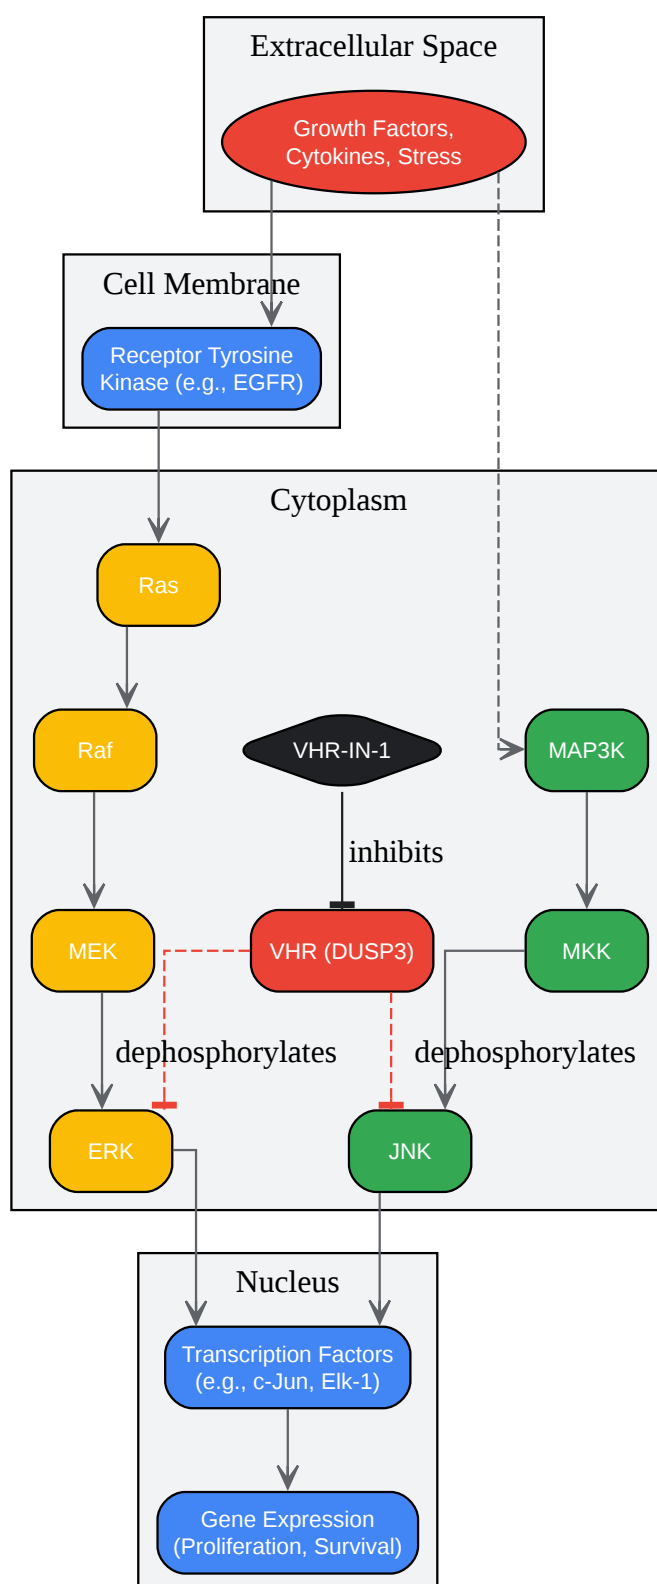 Extracellular Space
Growth Factors,
Cytokines, Stress
Cell Membrane
Receptor Tyrosine
Kinase (e.g., EGFR)
Cytoplasm
Ras
Raf
VHR-IN-1
MAP3K
inhibits
MEK
VHR (DUSP3)
MKK
dephosphorylates
dephosphorylates
ERK
JNK
Nucleus
Transcription Factors
(e.g., c-Jun, Elk-1)
Gene Expression
(Proliferation, Survival)